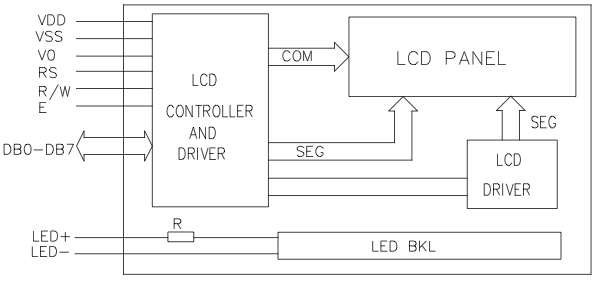 VDD
VSS
V0
RS
R/W
E
DB0-DB7
LCD
CONTROLLER
AND
DRIVER
COM
LCD PANEL
SEG
SEG
LCD
DRIVER
LED+
LED-
R
LED BKL